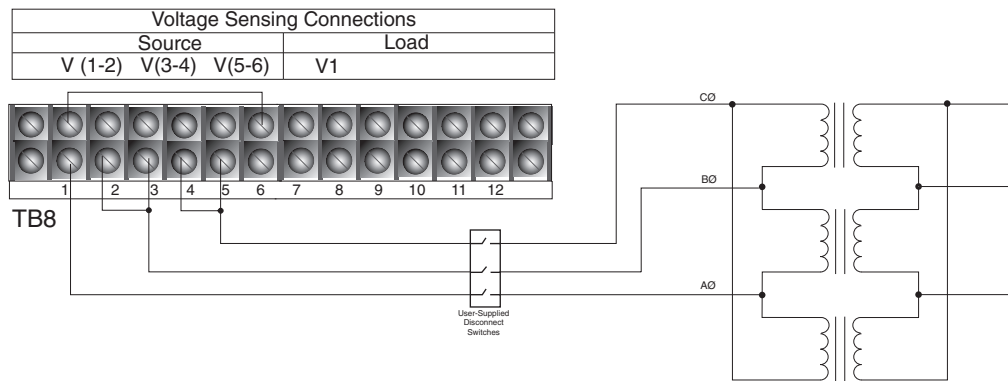 Voltage Sensing Connections
Source Load
V (1-2) V(3-4) V(5-6) V1
CØ
BØ
1 2 3 4 5 6 7 8 9 10 11 12
TB8
AØ
User-Supplied
Disconnect
Switches